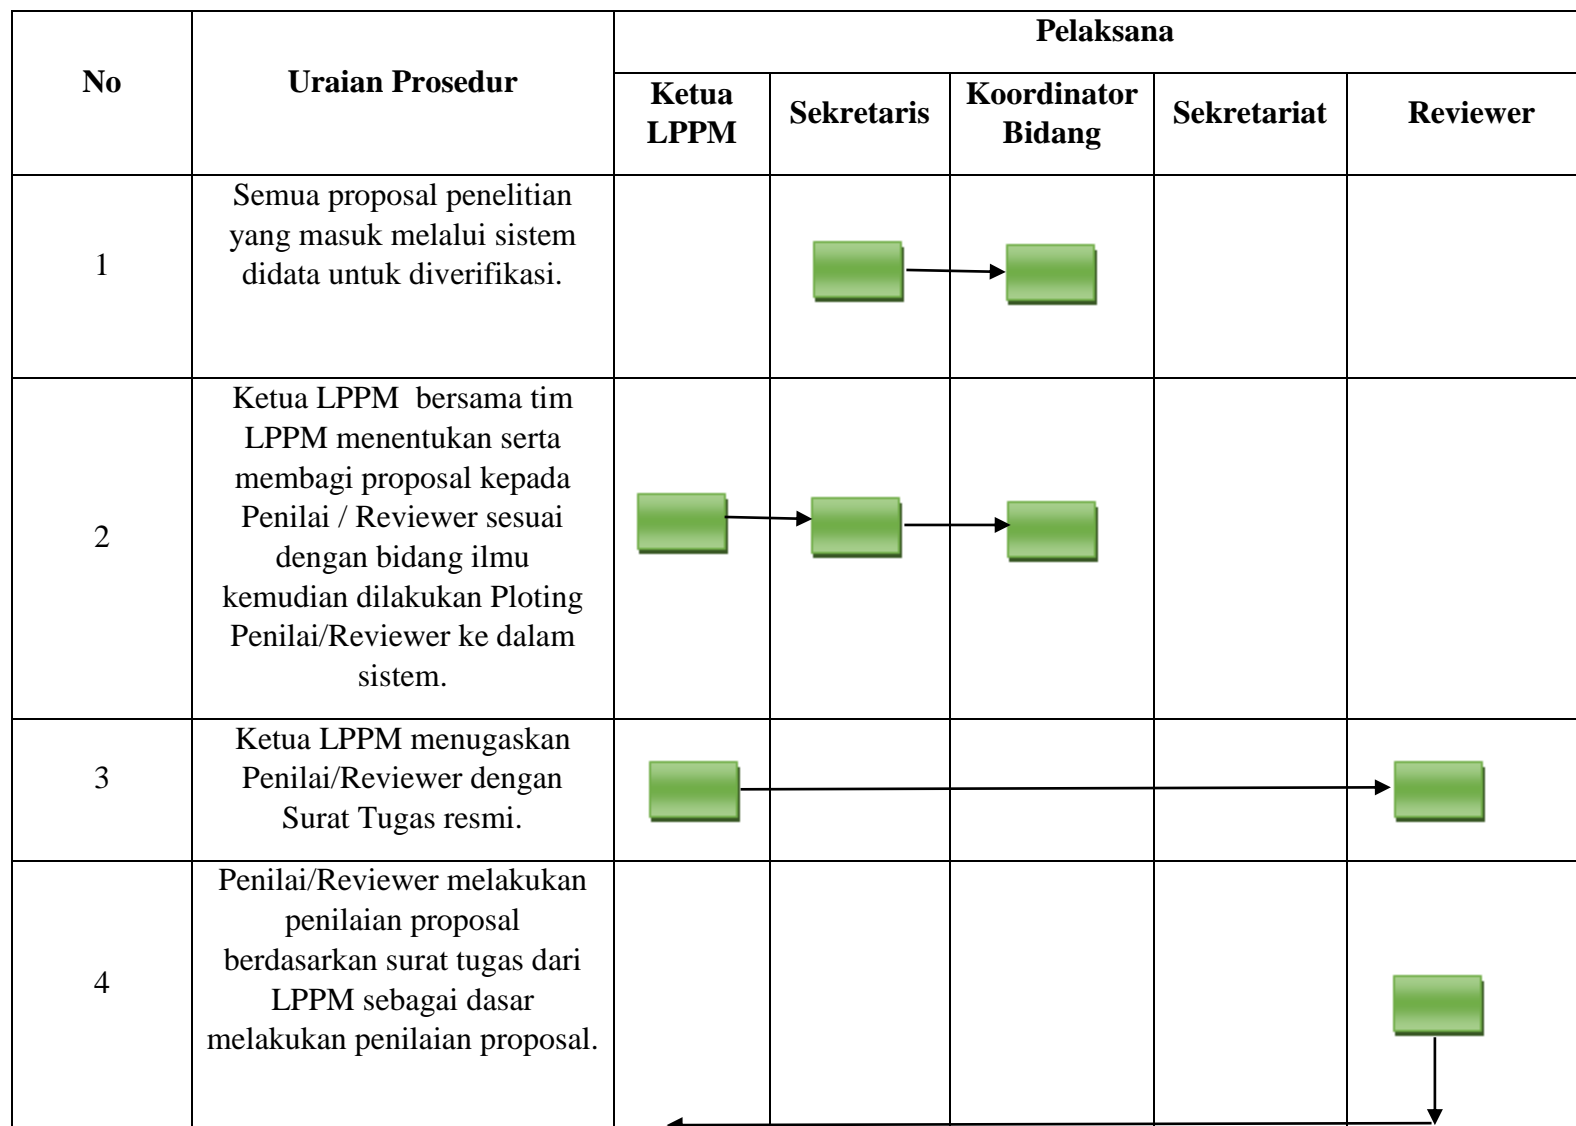 No
Uraian Prosedur
Pelaksana
Ketua
LPPM
Sekretaris
Koordinator
Bidang
Sekretariat
Reviewer
1
Semua proposal penelitian
yang masuk melalui sistem
didata untuk diverifikasi.
2
Ketua LPPM  bersama tim
LPPM menentukan serta
membagi proposal kepada
Penilai / Reviewer sesuai
dengan bidang ilmu
kemudian dilakukan Ploting
Penilai/Reviewer ke dalam
sistem.
3
Ketua LPPM menugaskan
Penilai/Reviewer dengan
Surat Tugas resmi.
4
Penilai/Reviewer melakukan
penilaian proposal
berdasarkan surat tugas dari
LPPM sebagai dasar
melakukan penilaian proposal.